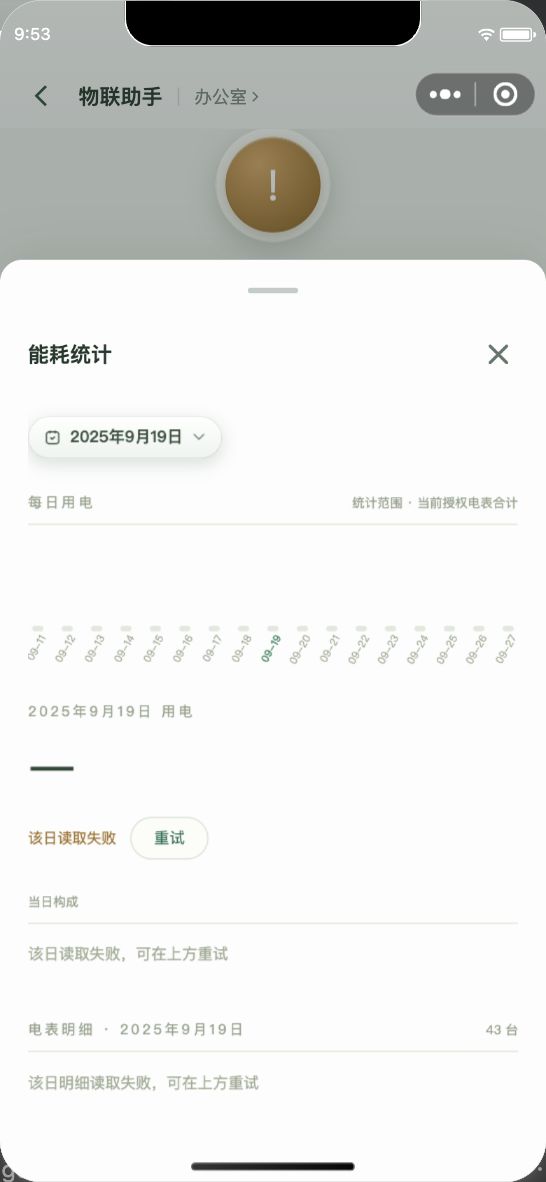 9:53
物联助手 办公室
!
能耗统计
2025年9月19日
每日用电 统计范围 · 当前授权电表合计
09-11 09-12 09-13 09-14 09-15 09-16 09-17 09-18 09-19 09-20 09-21 09-22 09-23 09-24 09-25 09-26 09-27
2025年9月19日 用电
—
该日读取失败 重试
当日构成
该日读取失败，可在上方重试
电表明细 · 2025年9月19日 43 台
该日明细读取失败，可在上方重试